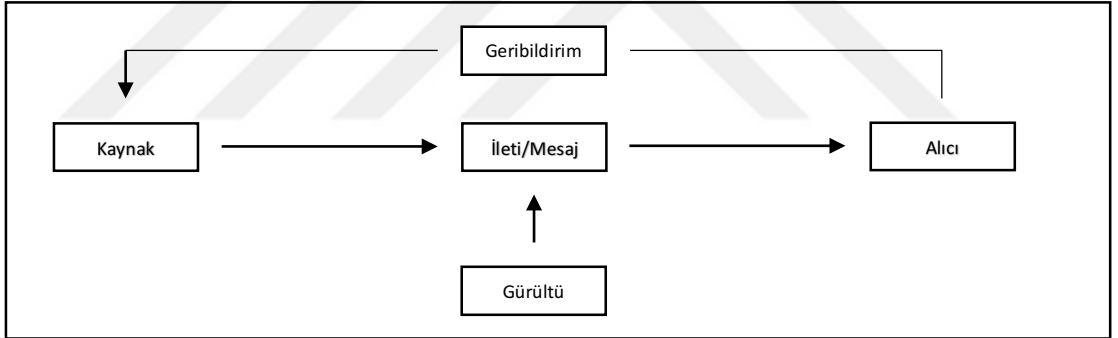 Geribildirim
Kaynak
İleti/Mesaj
Alıcı
Gürültü